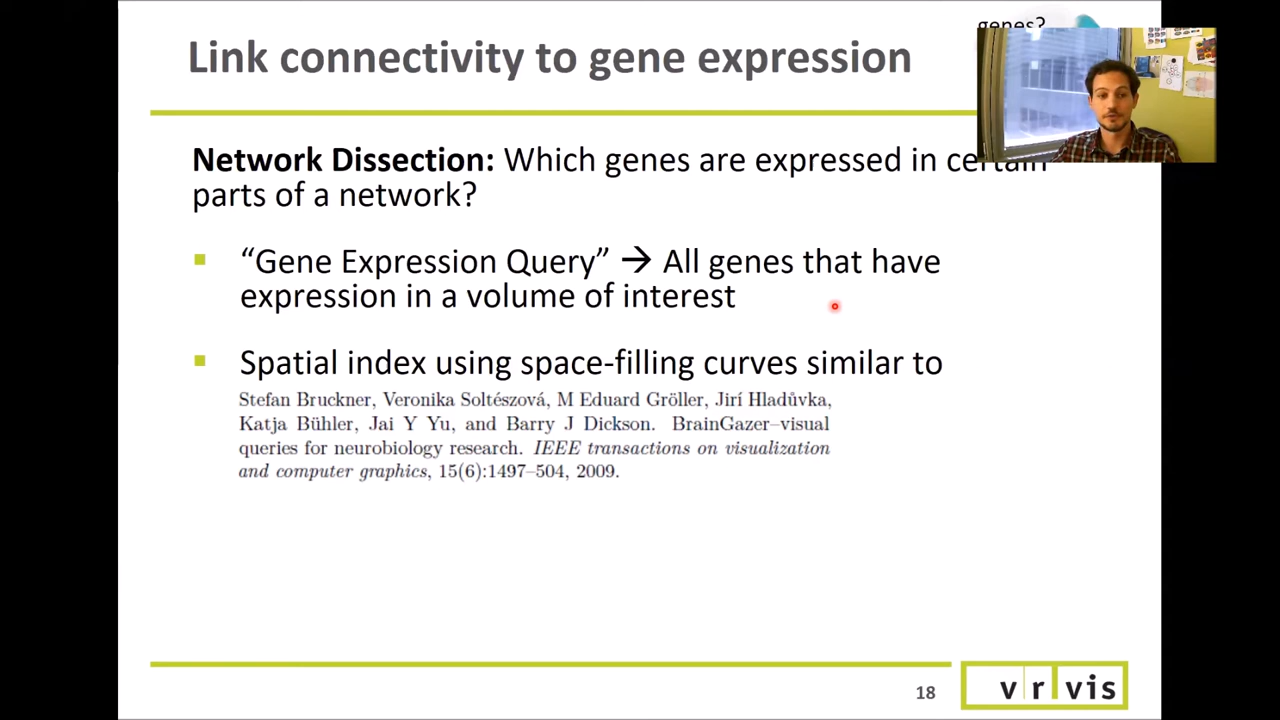 genes?
Link connectivity to gene expression
Network Dissection: Which genes are expressed in certain
parts of a network?
“Gene Expression Query” → All genes that have
expression in a volume of interest
Spatial index using space-filling curves similar to
Stefan Bruckner, Veronika Soltészová, M Eduard Gröller, Jirí Hladůvka,
Katja Bühler, Jai Y Yu, and Barry J Dickson. BrainGazer–visual
queries for neurobiology research. IEEE transactions on visualization
and computer graphics, 15(6):1497–504, 2009.
18
vrvis